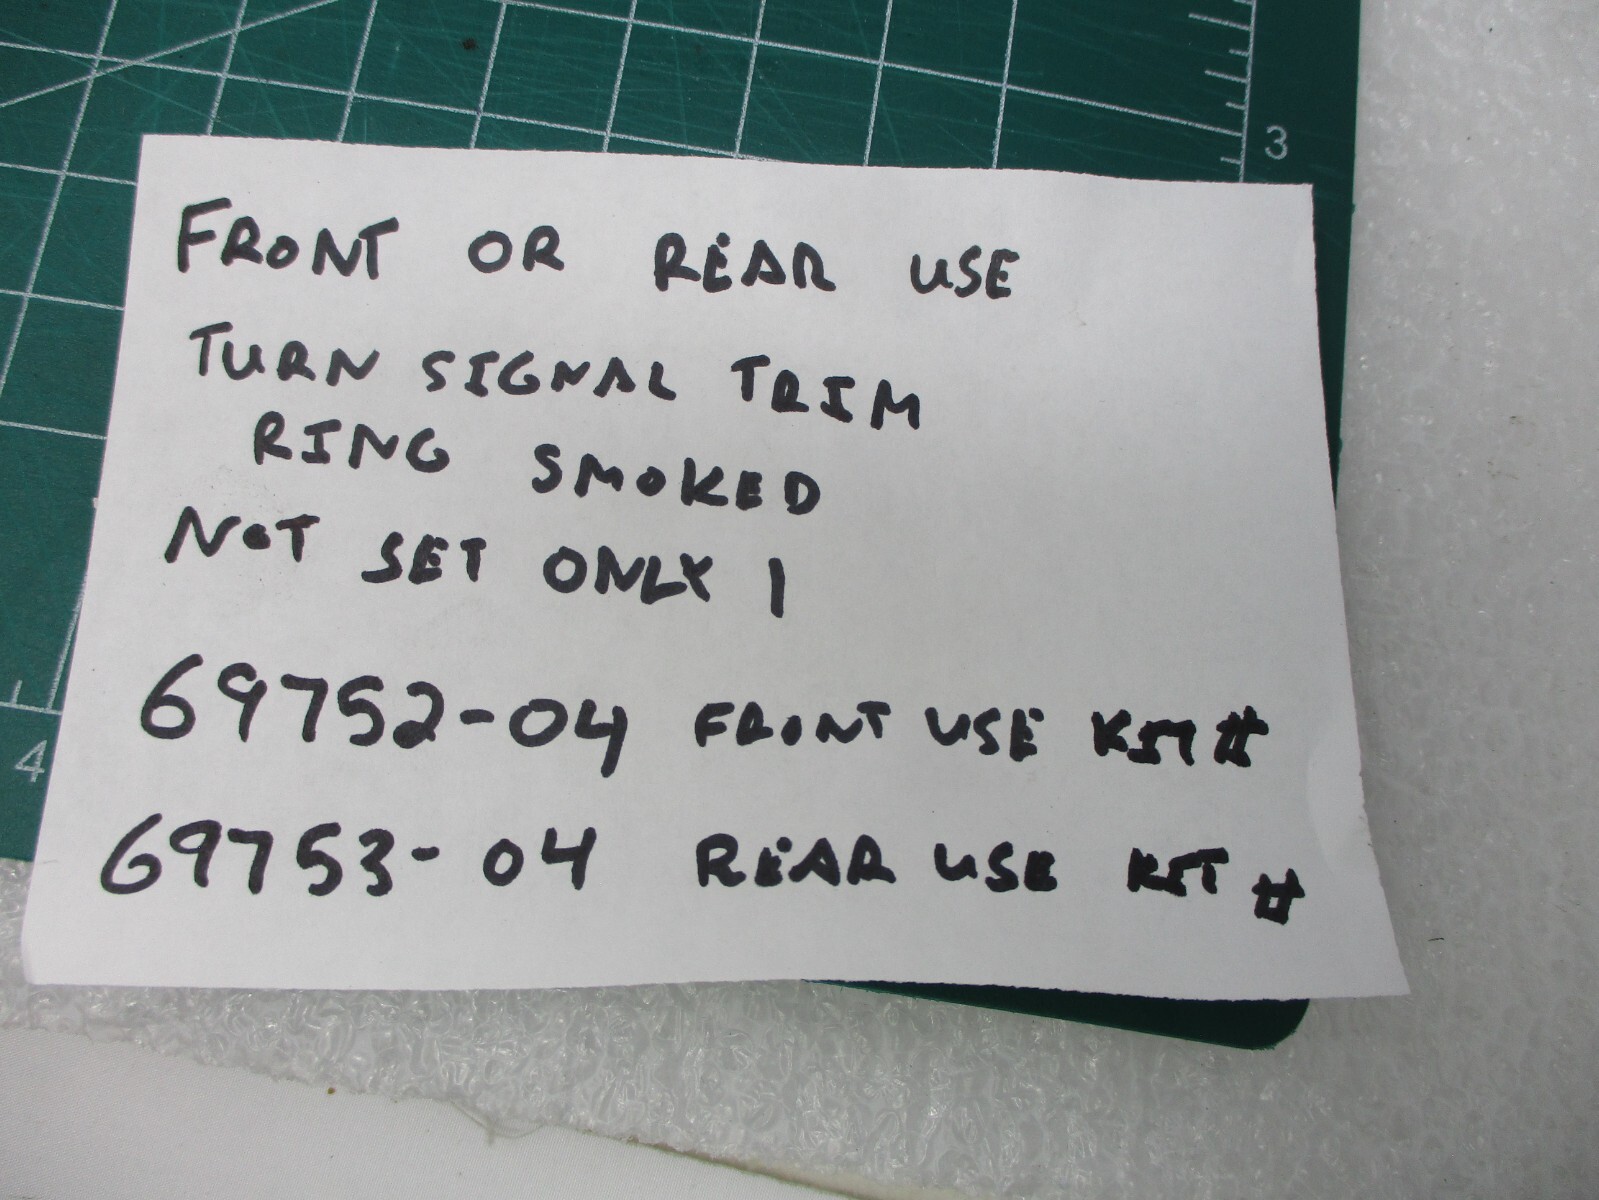 3
FRONT OR REAR USE
TURN SIGNAL TRIM
RING SMOKED
NOT SET ONLY 1
69752-04 FRONT USE KIT #
4
69753-04 REAR USE KIT #